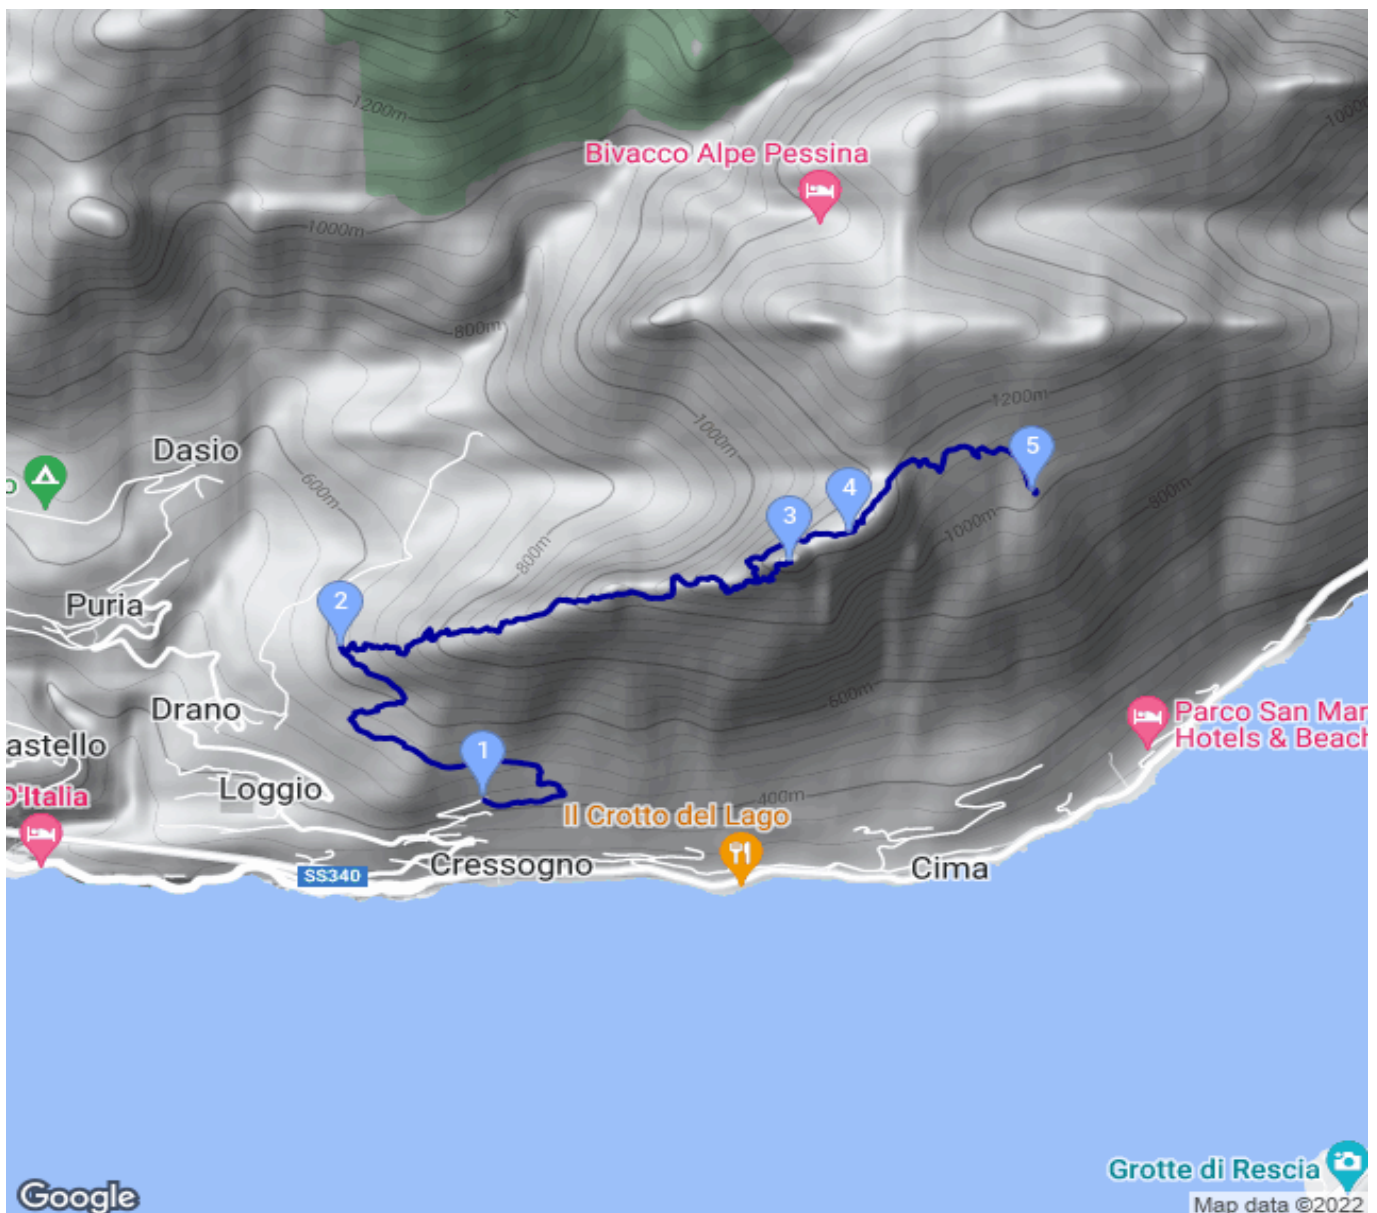 1200m
1000m
Bivacco Alpe Pessina
1000m
800m
1200m
1000m
Dasio
5
o
600m
4
800m
3
1000m
800m
Puria
2
Drano
600m
Parco San Mar
Hotels & Beach
astello
1
Loggio
400m
D'Italia
Il Crotto del Lago
SS340
Cressogno
Cima
Grotte di Rescia
Google
Map data ©2022